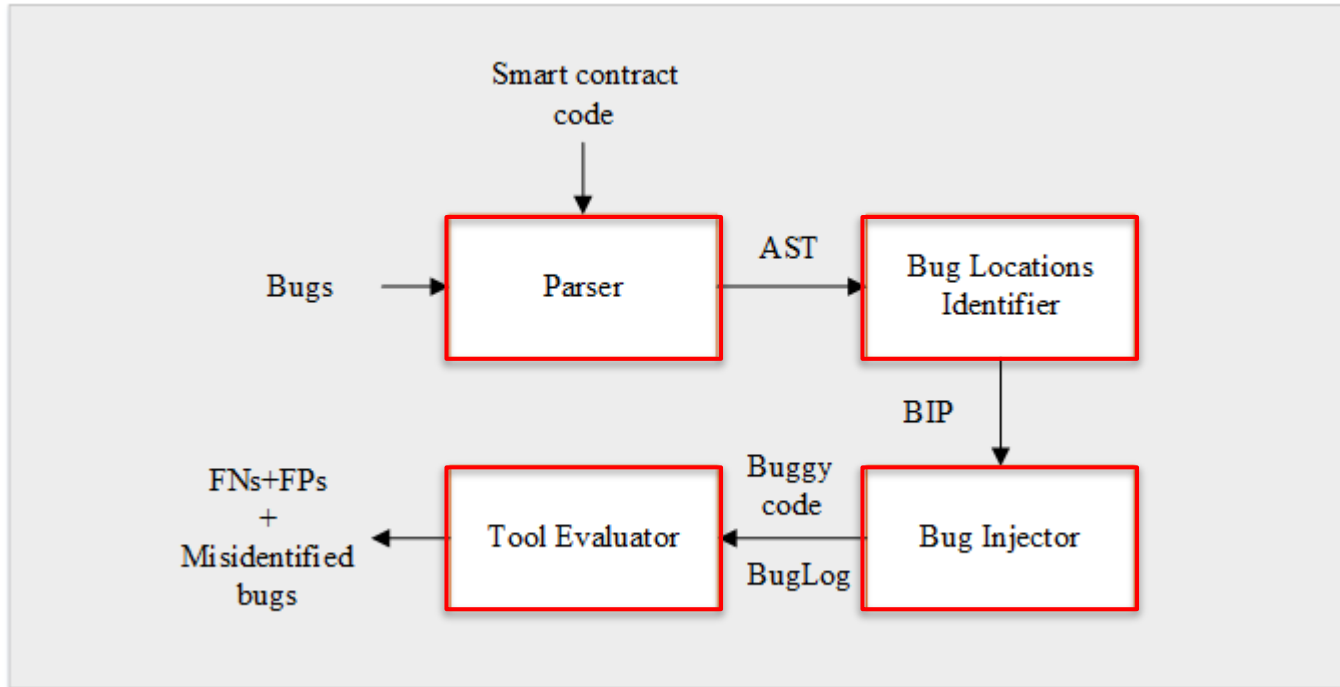 Smart contract
code
Bugs
Parser
AST
Bug Locations
Identifier
BIP
FNs+FPs
+
Misidentified
bugs
Tool Evaluator
Buggy
code
BugLog
Bug Injector